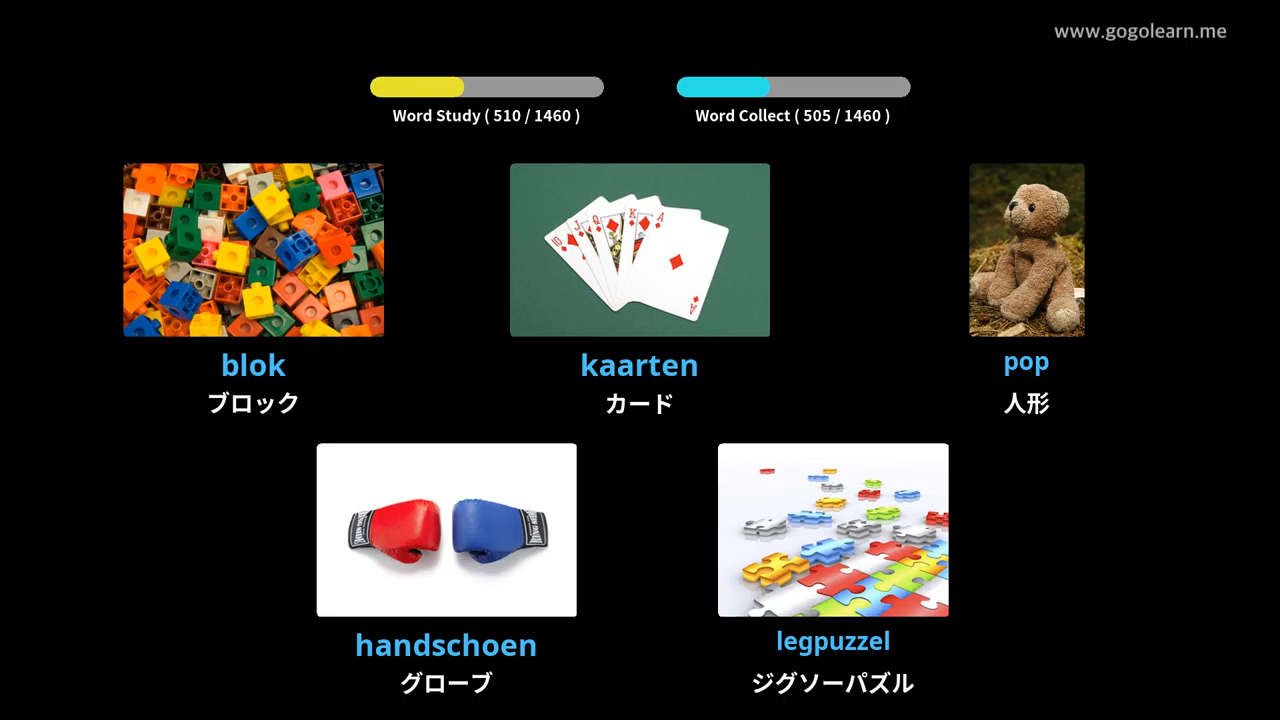 www.gogolearn.me
Word Study ( 510 / 1460 )
Word Collect ( 505 / 1460 )
10 J Q K A
A
blok
kaarten
pop
ブロック
カード
人形
handschoen
legpuzzel
グローブ
ジグソーパズル